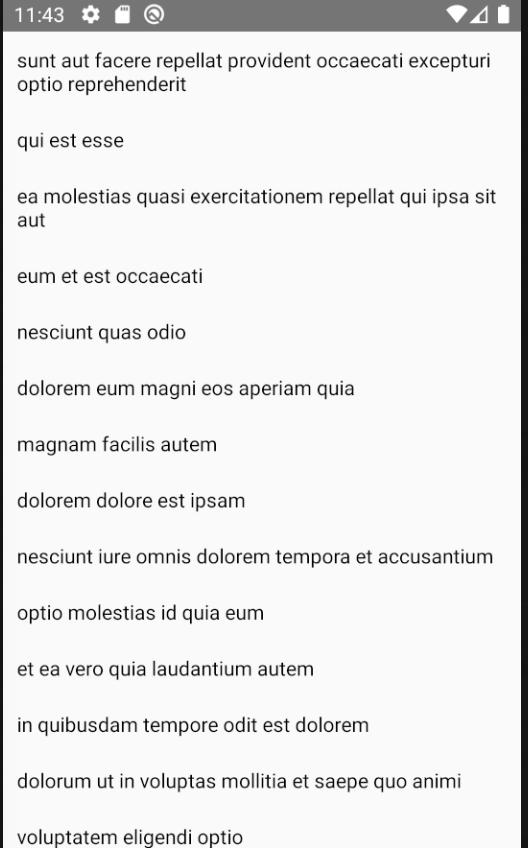 11:43
sunt aut facere repellat provident occaecati excepturi
optio reprehenderit
qui est esse
ea molestias quasi exercitationem repellat qui ipsa sit
aut
eum et est occaecati
nesciunt quas odio
dolorem eum magni eos aperiam quia
magnam facilis autem
dolorem dolore est ipsam
nesciunt iure omnis dolorem tempora et accusantium
optio molestias id quia eum
et ea vero quia laudantium autem
in quibusdam tempore odit est dolorem
dolorum ut in voluptas mollitia et saepe quo animi
voluptatem eligendi optio